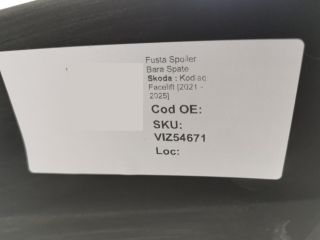 Fusta Spoiler
Bara Spate
Skoda : Kodiac
Facelift [2021 -
2025]
Cod OE:
SKU:
VIZ54671
Loc: